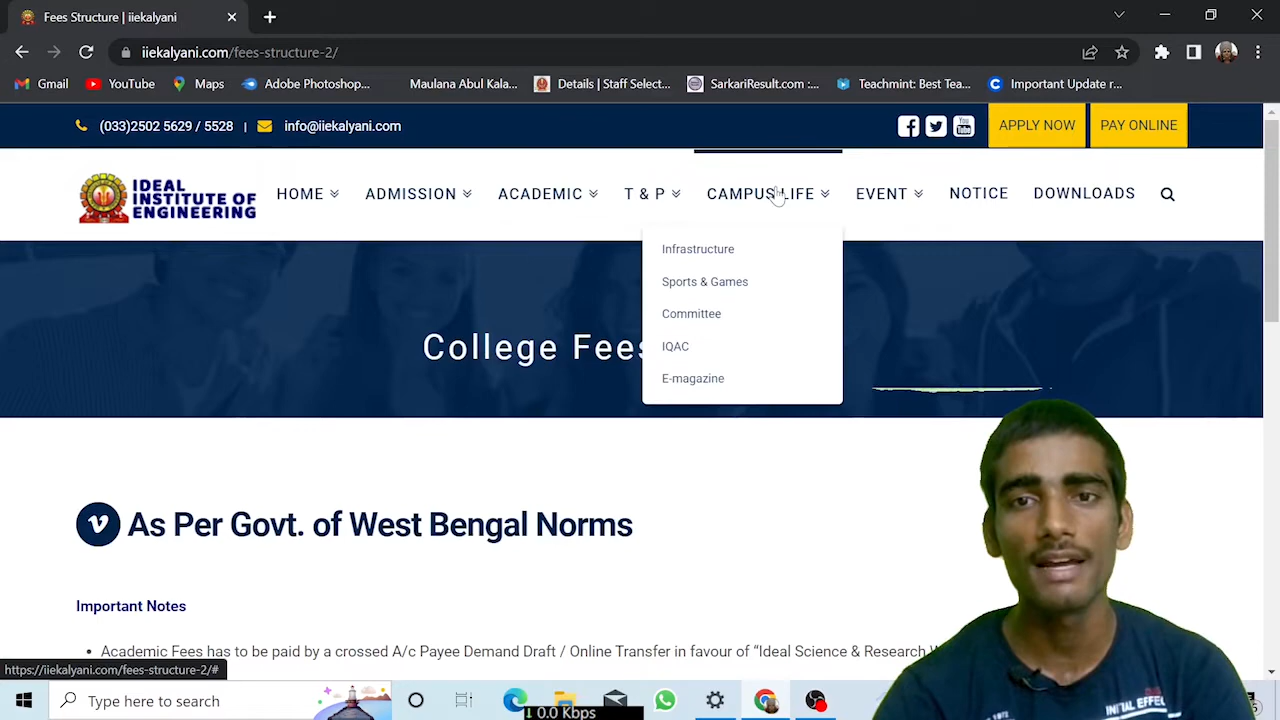 Fees Structure | iiekalyani
iiekalyani.com/fees-structure-2/
Gmail YouTube Maps Adobe Photoshop... Maulana Abul Kala... Details | Staff Select... SarkariResult.com :... Teachmint: Best Tea... Important Update r...
(033)2502 5629 / 5528 | info@iiekalyani.com You Tube APPLY NOW PAY ONLINE
IDEAL
INSTITUTE OF
ENGINEERING
HOME ADMISSION ACADEMIC T & P CAMPUS LIFE EVENT NOTICE DOWNLOADS
Infrastructure
Sports & Games
Committee
IQAC
E-magazine
College Fees
As Per Govt. of West Bengal Norms
Important Notes
• Academic Fees has to be paid by a crossed A/c Payee Demand Draft / Online Transfer in favour of “Ideal Science & Research
https://iiekalyani.com/fees-structure-2/#
Type here to search
0.0 Kbps
INITIAL EFFEC